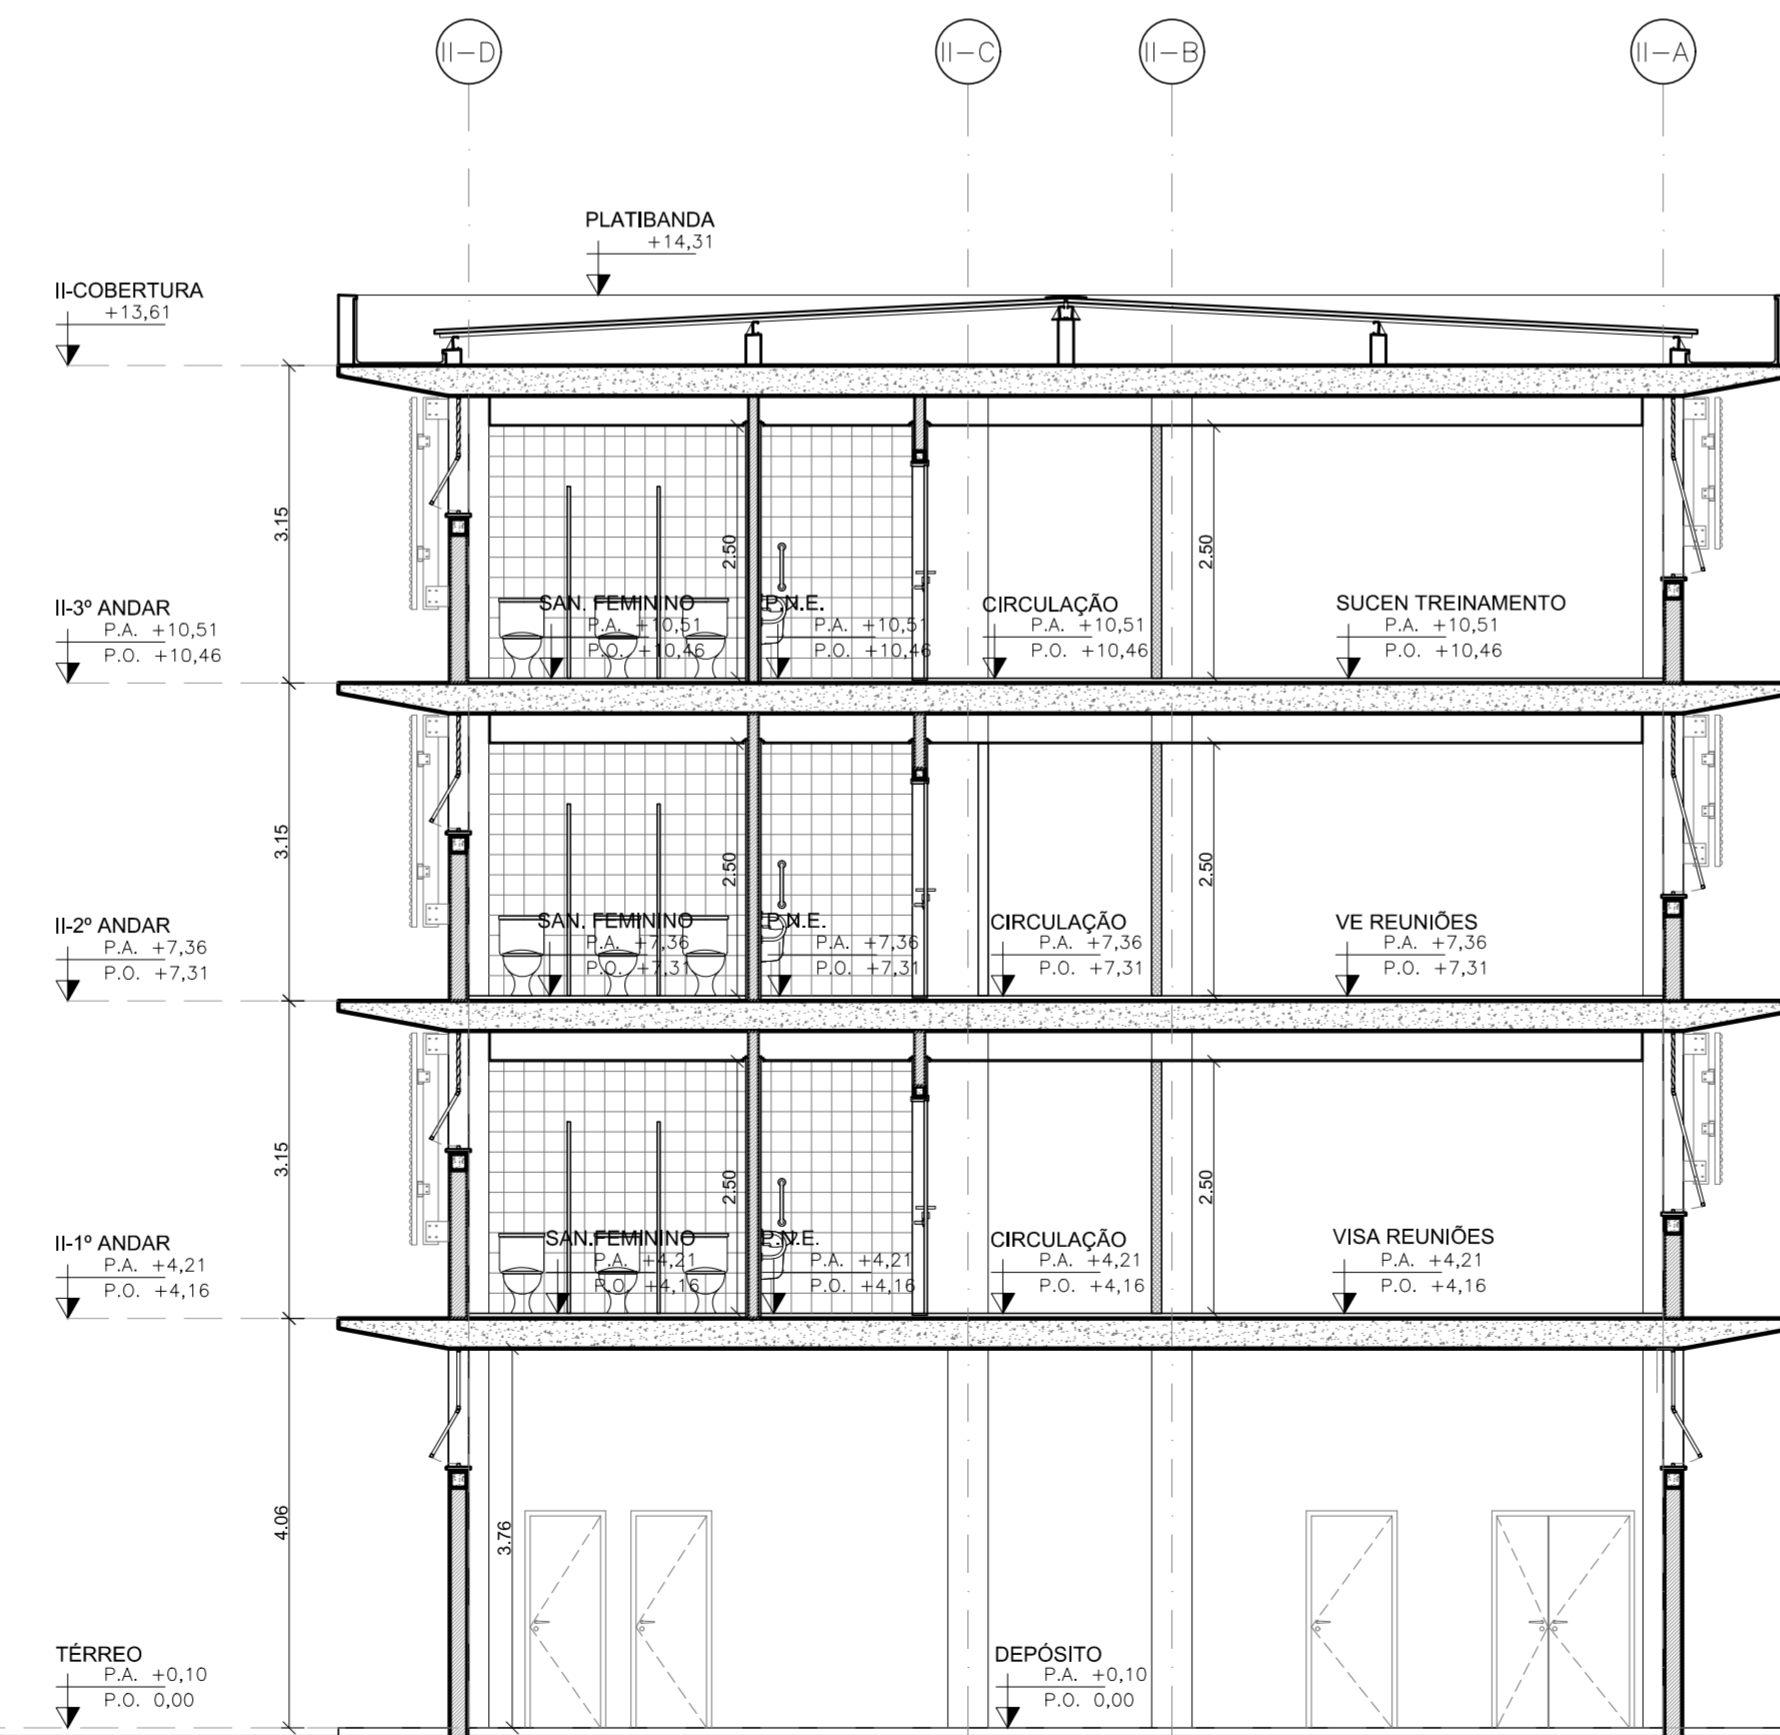 II-D
II-C
II-B
II-A
PLATIBANDA
+14,31
II-COBERTURA
+13,61
3.15
2.50
2.50
II-3º ANDAR
P.A. +10,51
P.O. +10,46
SAN. FEMININO
P.A. +10,51
P.O. +10,46
P.N.E.
P.A. +10,51
P.O. +10,46
CIRCULAÇÃO
P.A. +10,51
P.O. +10,46
SUCEN TREINAMENTO
P.A. +10,51
P.O. +10,46
3.15
2.50
2.50
II-2º ANDAR
P.A. +7,36
P.O. +7,31
SAN. FEMININO
P.A. +7,36
P.O. +7,31
P.N.E.
P.A. +7,36
P.O. +7,31
CIRCULAÇÃO
P.A. +7,36
P.O. +7,31
VE REUNIÕES
P.A. +7,36
P.O. +7,31
3.15
2.50
2.50
II-1º ANDAR
P.A. +4,21
P.O. +4,16
SAN.FEMININO
P.A. +4,21
P.O. +4,16
P.N.E.
P.A. +4,21
P.O. +4,16
CIRCULAÇÃO
P.A. +4,21
P.O. +4,16
VISA REUNIÕES
P.A. +4,21
P.O. +4,16
4.06
3.76
TÉRREO
P.A. +0,10
P.O. 0,00
DEPÓSITO
P.A. +0,10
P.O. 0,00